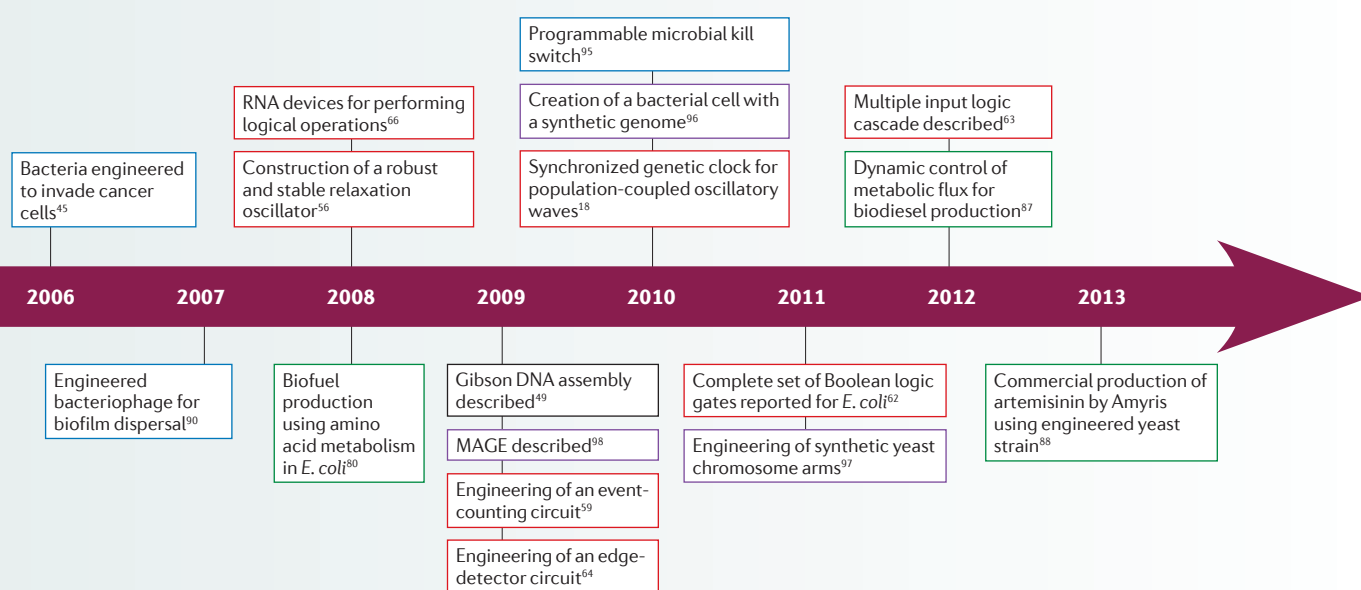 Programmable microbial kill
switch95
RNA devices for performing
logical operations66
Creation of a bacterial cell with
a synthetic genome96
Multiple input logic
cascade described63
Bacteria engineered
to invade cancer
cells45
Construction of a robust
and stable relaxation
oscillator56
Synchronized genetic clock for
population-coupled oscillatory
waves18
Dynamic control of
metabolic flux for
biodiesel production87
2006 2007 2008 2009 2010 2011 2012 2013
Engineered
bacteriophage for
biofilm dispersal90
Biofuel
production
using amino
acid metabolism
in E. coli80
Gibson DNA assembly
described49
MAGE described98
Engineering of an event-
counting circuit59
Engineering of an edge-
detector circuit64
Complete set of Boolean logic
gates reported for E. coli62
Engineering of synthetic yeast
chromosome arms97
Commercial production of
artemisinin by Amyris
using engineered yeast
strain88